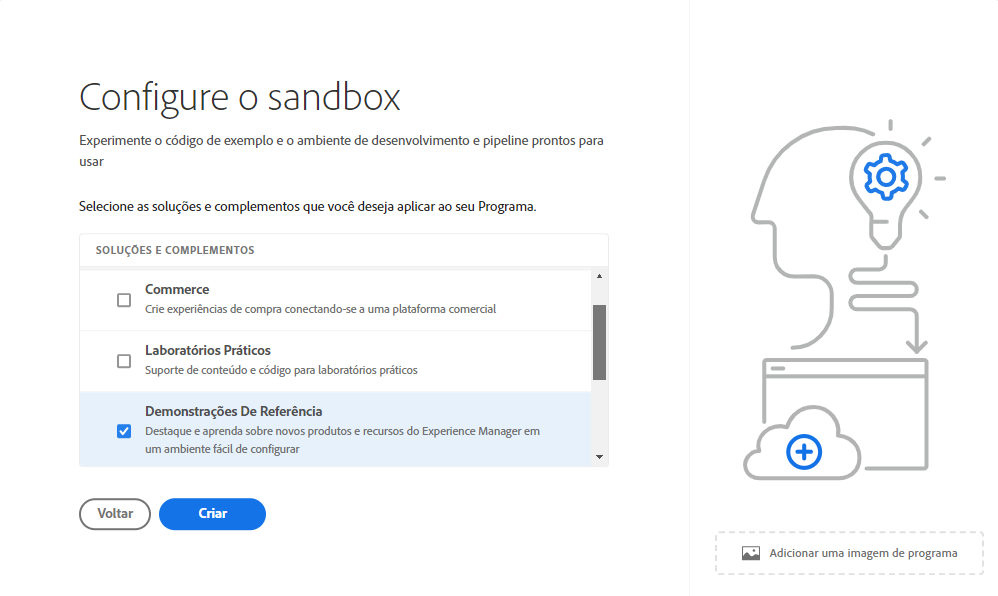 Configure o sandbox
Experimente o código de exemplo e o ambiente de desenvolvimento e pipeline prontos para
usar
Selecione as soluções e complementos que você deseja aplicar ao seu Programa.
SOLUÇÕES E COMPLEMENTOS
Commerce
Crie experiências de compra conectando-se a uma plataforma comercial
Laboratórios Práticos
Suporte de conteúdo e código para laboratórios práticos
Demonstrações De Referência
Destaque e aprenda sobre novos produtos e recursos do Experience Manager em
um ambiente fácil de configurar
Voltar
Criar
Adicionar uma imagem de programa